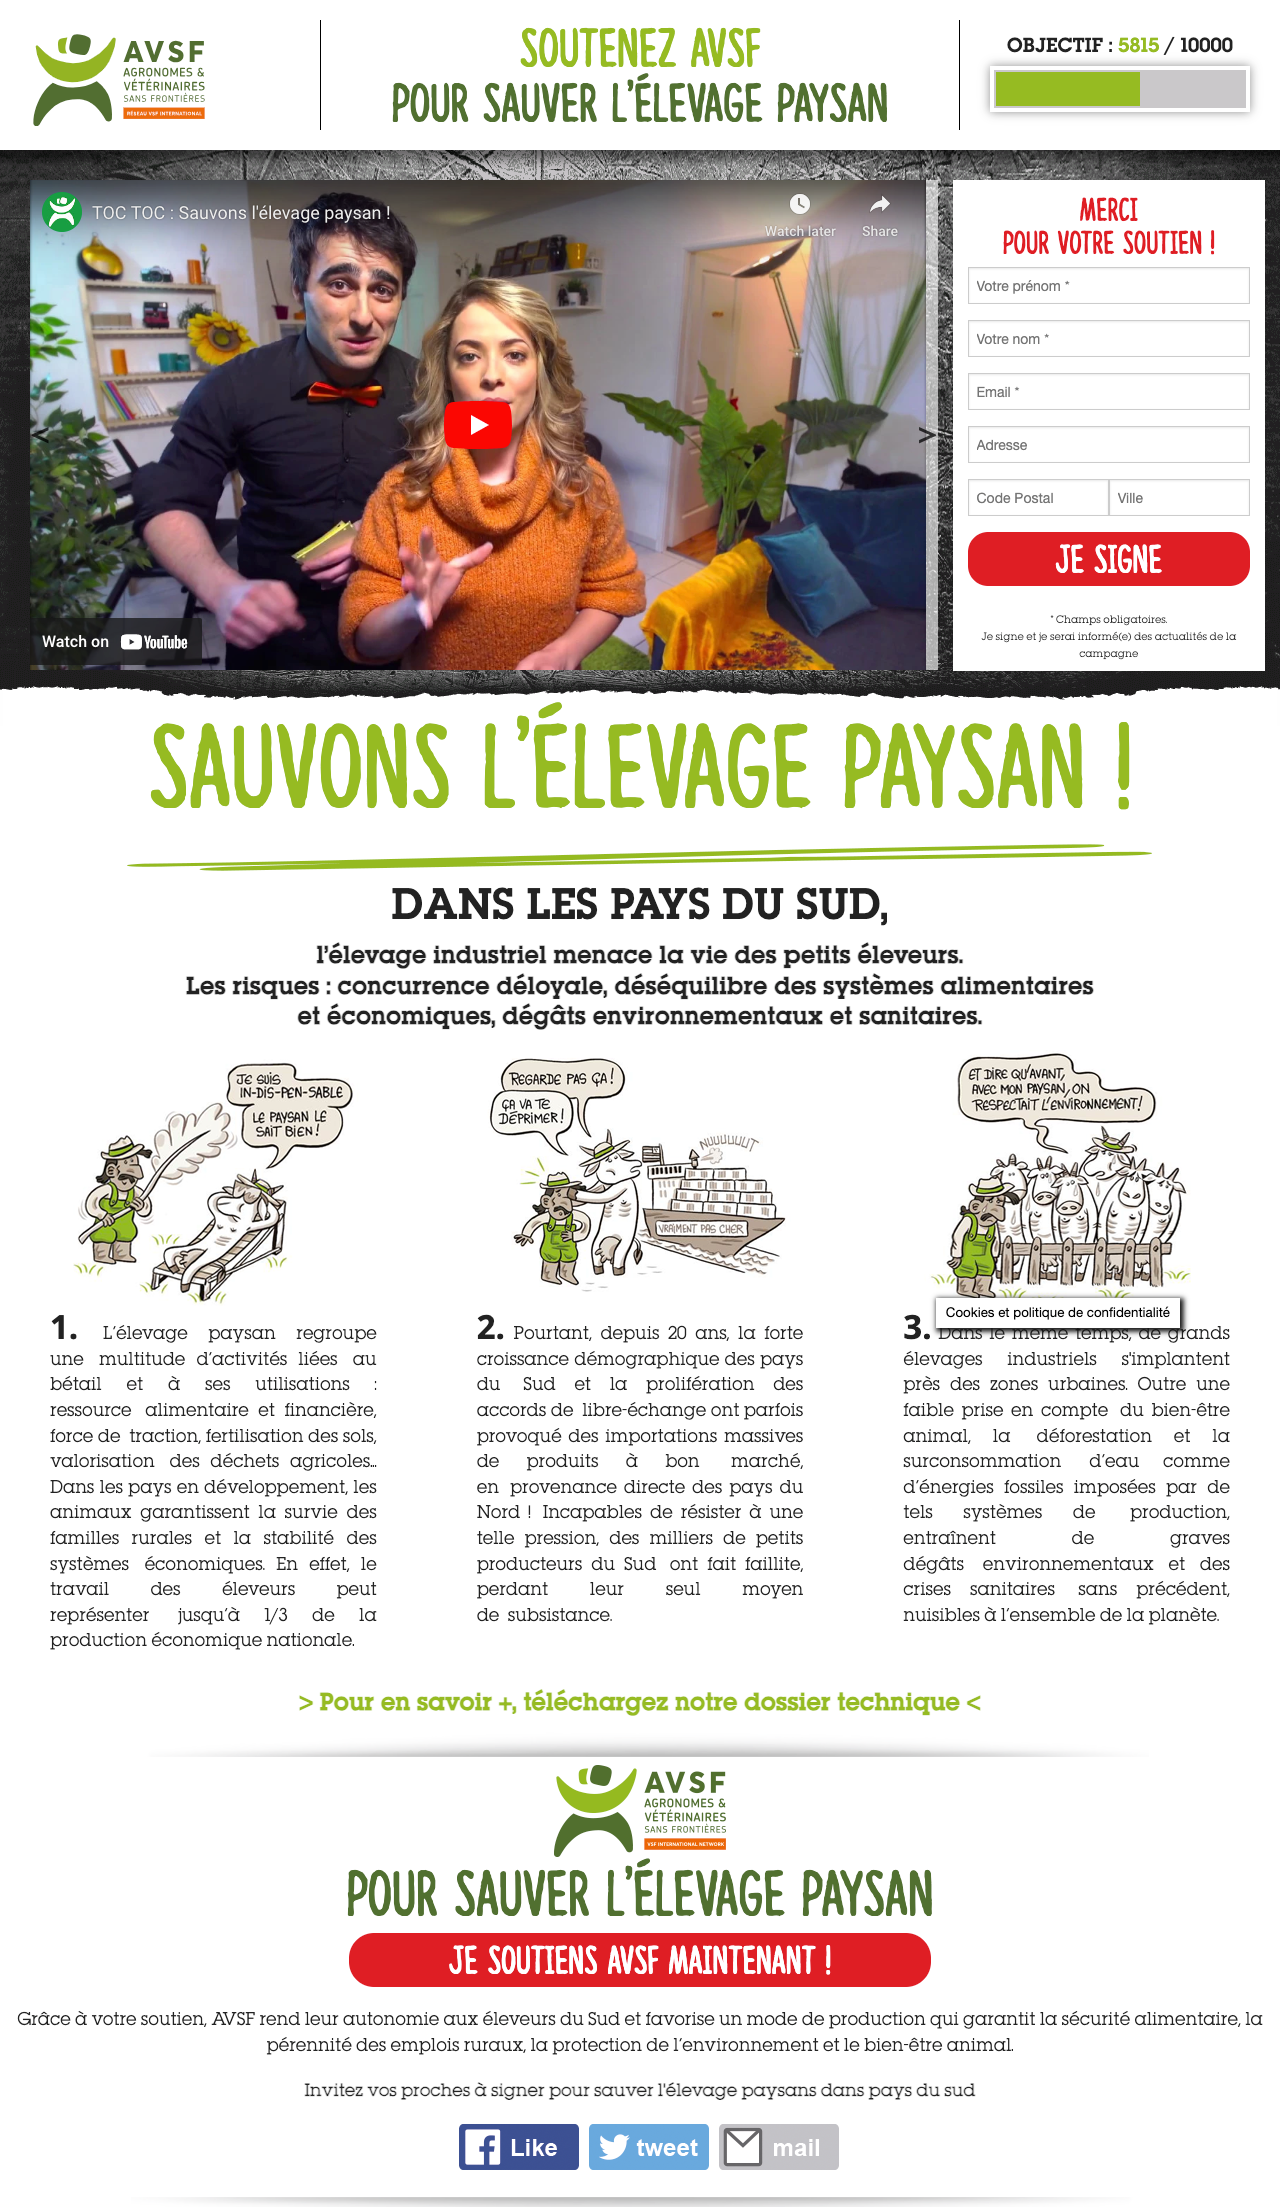 AVSF
AGRONOMES &
VÉTÉRINAIRES
SANS FRONTIÈRES
RÉSEAU VSF INTERNATIONAL
SOUTENEZ AVSF
POUR SAUVER L'ÉLEVAGE PAYSAN
OBJECTIF : 5815 / 10000
TOC TOC : Sauvons l'élevage paysan !
Watch later
Share
<
>
Watch on YouTube
MERCI
POUR VOTRE SOUTIEN !
Votre prénom *
Votre nom *
Email *
Adresse
Code Postal
Ville
JE SIGNE
* Champs obligatoires.
Je signe et je serai informé(e) des actualités de la
campagne
SAUVONS L'ÉLEVAGE PAYSAN !
DANS LES PAYS DU SUD,
l'élevage industriel menace la vie des petits éleveurs.
Les risques : concurrence déloyale, déséquilibre des systèmes alimentaires
et économiques, dégâts environnementaux et sanitaires.
JE SUIS
IN-DIS-PEN-SABLE
LE PAYSAN LE
SAIT BIEN !
1. L'élevage paysan regroupe
une multitude d'activités liées au
bétail et à ses utilisations :
ressource alimentaire et financière,
force de traction, fertilisation des sols,
valorisation des déchets agricoles...
Dans les pays en développement, les
animaux garantissent la survie des
familles rurales et la stabilité des
systèmes économiques. En effet, le
travail des éleveurs peut
représenter jusqu'à 1/3 de la
production économique nationale.
REGARDE PAS ÇA !
ÇA VA TE
DÉPRIMER !
NUUUUUUT
VRAIMENT PAS CHER
2. Pourtant, depuis 20 ans, la forte
croissance démographique des pays
du Sud et la prolifération des
accords de libre-échange ont parfois
provoqué des importations massives
de produits à bon marché,
en provenance directe des pays du
Nord ! Incapables de résister à une
telle pression, des milliers de petits
producteurs du Sud ont fait faillite,
perdant leur seul moyen
de subsistance.
ET DIRE QU'AVANT,
AVEC MON PAYSAN, ON
RESPECTAIT L'ENVIRONNEMENT !
Cookies et politique de confidentialité
3. Dans le même temps, de grands
élevages industriels s'implantent
près des zones urbaines. Outre une
faible prise en compte du bien-être
animal, la déforestation et la
surconsommation d'eau comme
d'énergies fossiles imposées par de
tels systèmes de production,
entraînent de graves
dégâts environnementaux et des
crises sanitaires sans précédent,
nuisibles à l'ensemble de la planète.
> Pour en savoir +, téléchargez notre dossier technique <
AVSF
AGRONOMES &
VÉTÉRINAIRES
SANS FRONTIÈRES
VSF INTERNATIONAL NETWORK
POUR SAUVER L'ÉLEVAGE PAYSAN
JE SOUTIENS AVSF MAINTENANT !
Grâce à votre soutien, AVSF rend leur autonomie aux éleveurs du Sud et favorise un mode de production qui garantit la sécurité alimentaire, la
pérennité des emplois ruraux, la protection de l'environnement et le bien-être animal.
Invitez vos proches à signer pour sauver l'élevage paysans dans pays du sud
Like
tweet
mail